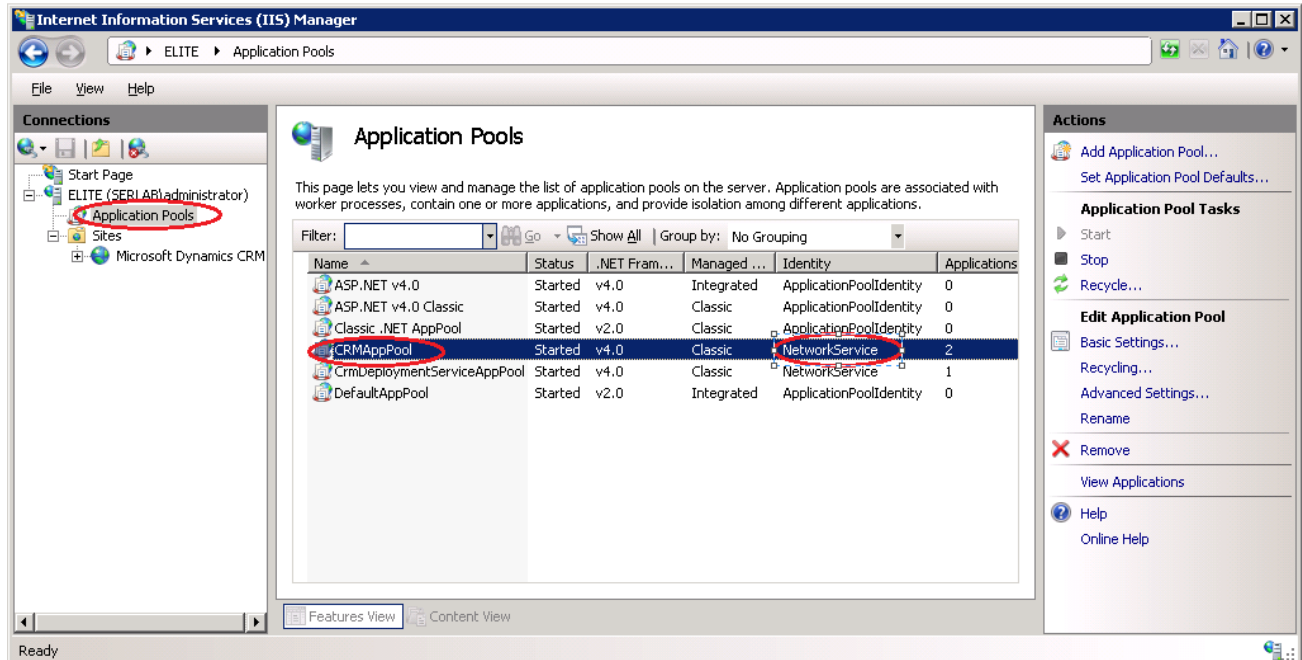 Internet Information Services (IIS) Manager
ELITE Application Pools
File View Help
Connections
Start Page
ELITE (SERLAB\administrator)
Application Pools
Sites
Microsoft Dynamics CRM
Application Pools
This page lets you view and manage the list of application pools on the server. Application pools are associated with
worker processes, contain one or more applications, and provide isolation among different applications.
Filter: Go Show All Group by: No Grouping
Name Status .NET Fram... Managed ... Identity Applications
ASP.NET v4.0 Started v4.0 Integrated ApplicationPoolIdentity 0
ASP.NET v4.0 Classic Started v4.0 Classic ApplicationPoolIdentity 0
Classic .NET AppPool Started v2.0 Classic ApplicationPoolIdentity 0
CRMAppPool Started v4.0 Classic NetworkService 2
CrmDeploymentServiceAppPool Started v4.0 Classic NetworkService 1
DefaultAppPool Started v2.0 Integrated ApplicationPoolIdentity 0
Features View Content View
Actions
Add Application Pool...
Set Application Pool Defaults...
Application Pool Tasks
Start
Stop
Recycle...
Edit Application Pool
Basic Settings...
Recycling...
Advanced Settings...
Rename
Remove
View Applications
Help
Online Help
Ready